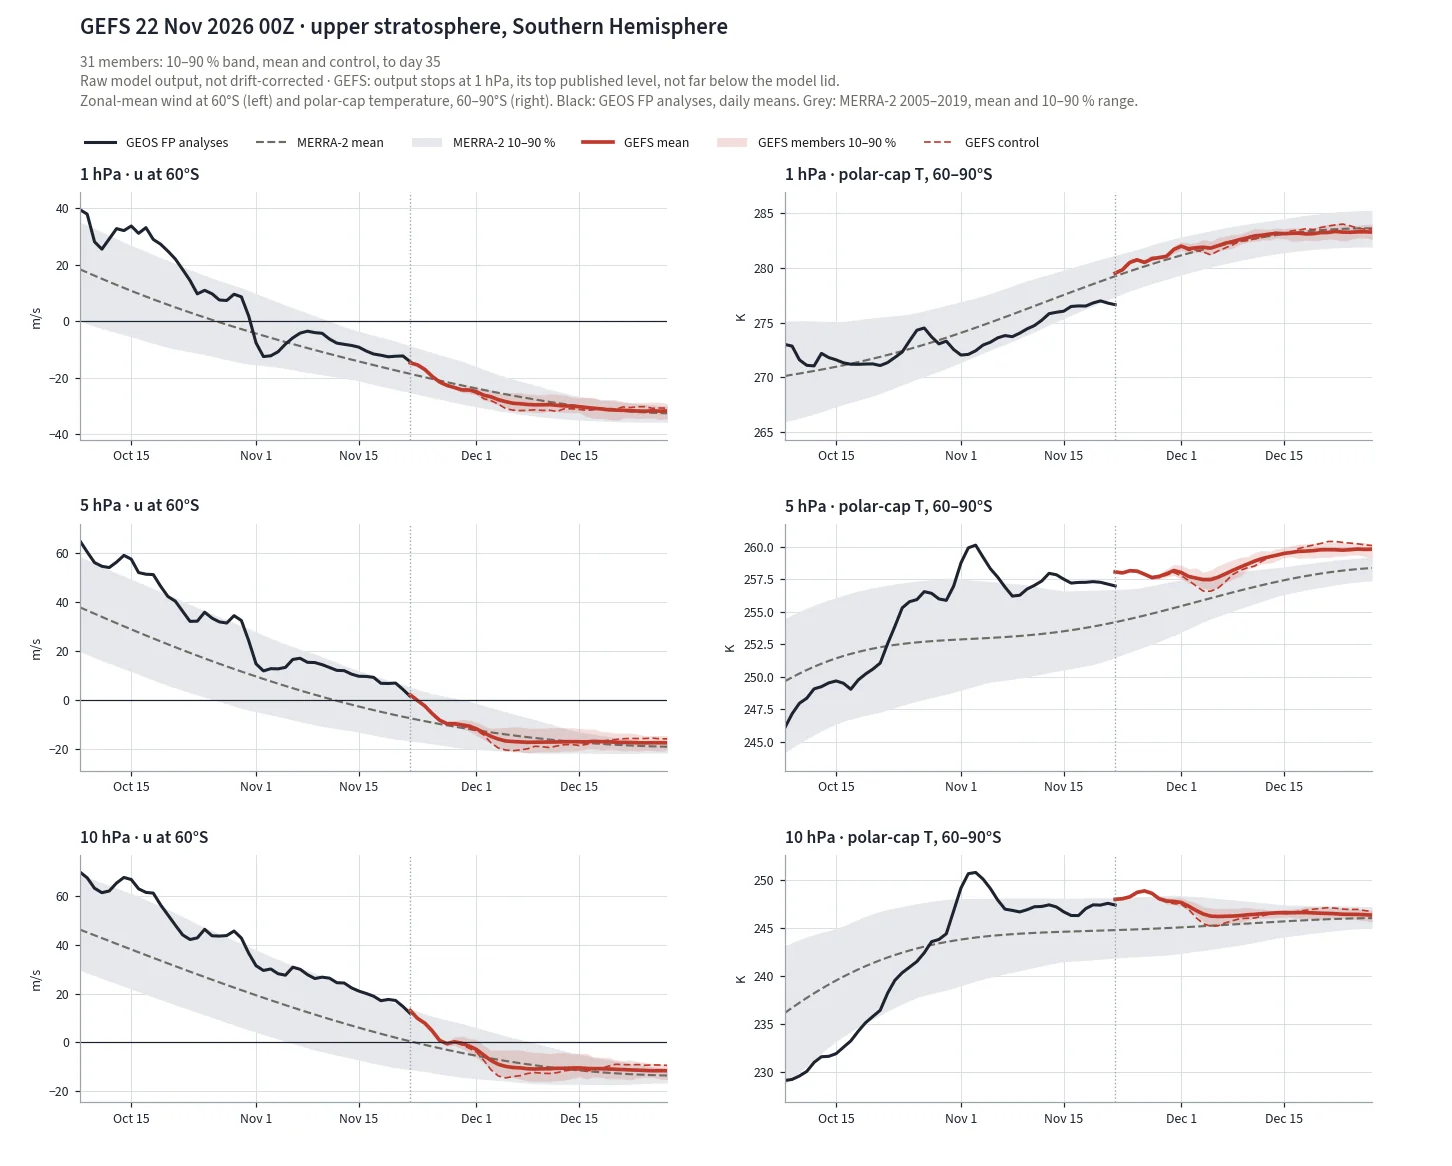 GEFS 22 Nov 2026 00Z · upper stratosphere, Southern Hemisphere
31 members: 10–90 % band, mean and control, to day 35
Raw model output, not drift-corrected · GEFS: output stops at 1 hPa, its top published level, not far below the model lid.
Zonal-mean wind at 60°S (left) and polar-cap temperature, 60–90°S (right). Black: GEOS FP analyses, daily means. Grey: MERRA-2 2005–2019, mean and 10–90 % range.
GEOS FP analyses MERRA-2 mean MERRA-2 10–90 % GEFS mean GEFS members 10–90 % GEFS control
1 hPa · u at 60°S
40
20
0
−20
−40
m/s
Oct 15 Nov 1 Nov 15 Dec 1 Dec 15
1 hPa · polar-cap T, 60–90°S
285
280
275
270
265
K
Oct 15 Nov 1 Nov 15 Dec 1 Dec 15
5 hPa · u at 60°S
60
40
20
0
−20
m/s
Oct 15 Nov 1 Nov 15 Dec 1 Dec 15
5 hPa · polar-cap T, 60–90°S
260.0
257.5
255.0
252.5
250.0
247.5
245.0
K
Oct 15 Nov 1 Nov 15 Dec 1 Dec 15
10 hPa · u at 60°S
60
40
20
0
−20
m/s
Oct 15 Nov 1 Nov 15 Dec 1 Dec 15
10 hPa · polar-cap T, 60–90°S
250
245
240
235
230
K
Oct 15 Nov 1 Nov 15 Dec 1 Dec 15